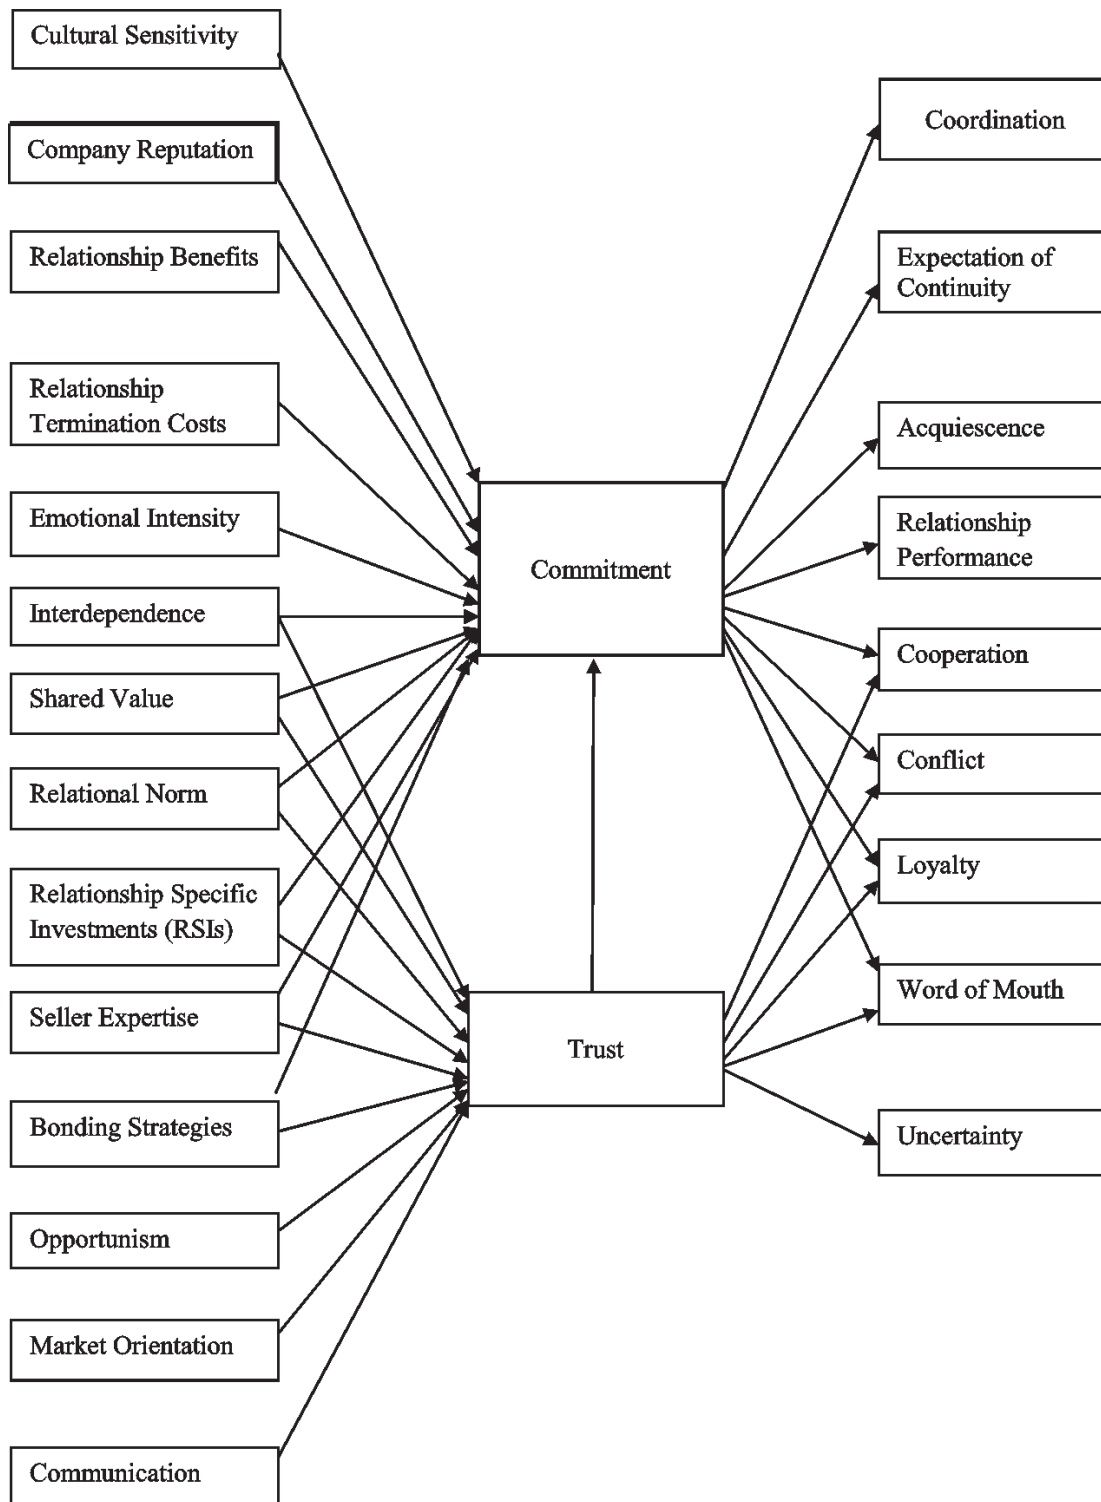 Cultural Sensitivity
Company Reputation
Relationship Benefits
Relationship
Termination Costs
Emotional Intensity
Interdependence
Shared Value
Relational Norm
Relationship Specific
Investments (RSIs)
Seller Expertise
Bonding Strategies
Opportunism
Market Orientation
Communication
Commitment
Trust
Coordination
Expectation of
Continuity
Acquiescence
Relationship
Performance
Cooperation
Conflict
Loyalty
Word of Mouth
Uncertainty